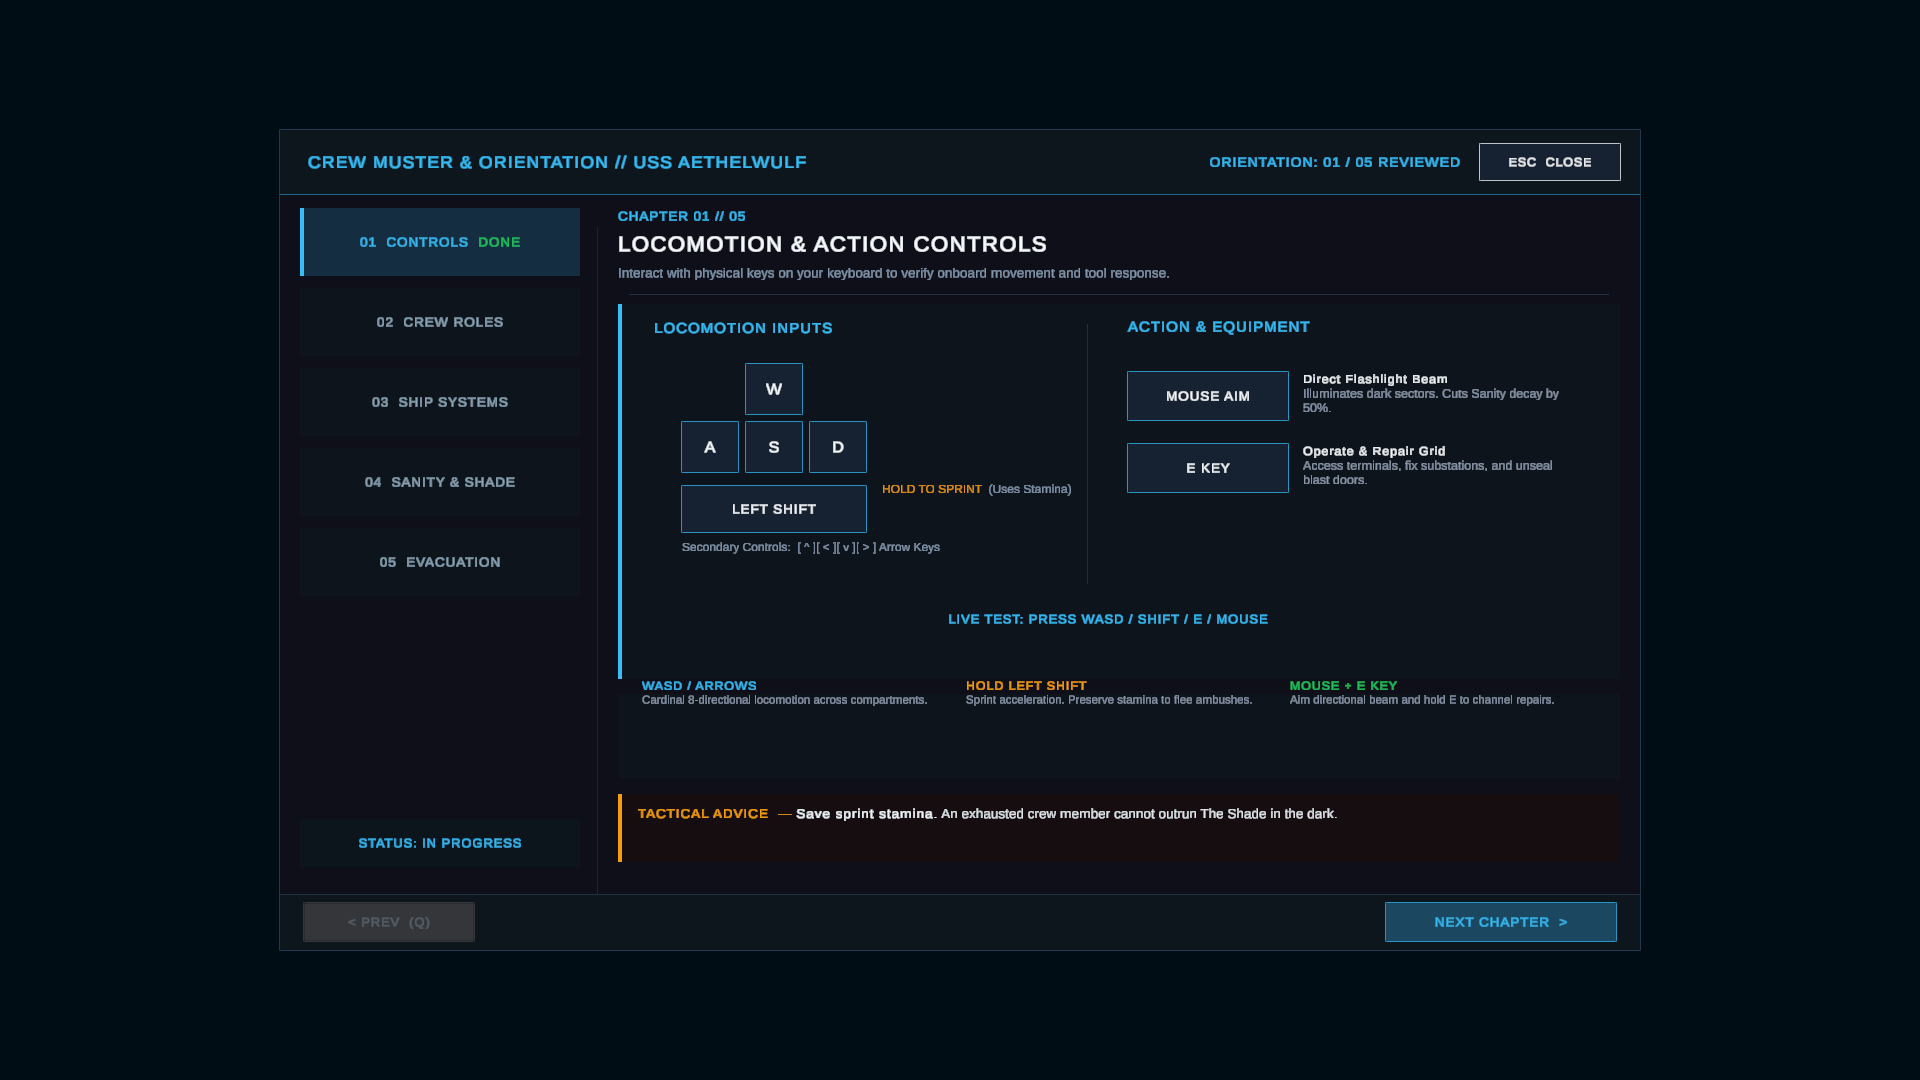 CREW MUSTER & ORIENTATION // USS AETHELWULF
ORIENTATION: 01 / 05 REVIEWED
ESC CLOSE
01 CONTROLS DONE
02 CREW ROLES
03 SHIP SYSTEMS
04 SANITY & SHADE
05 EVACUATION
STATUS: IN PROGRESS
CHAPTER 01 // 05
LOCOMOTION & ACTION CONTROLS
Interact with physical keys on your keyboard to verify onboard movement and tool response.
LOCOMOTION INPUTS
W
A S D
LEFT SHIFT
HOLD TO SPRINT (Uses Stamina)
Secondary Controls: [ ^ ][ < ][ v ][ > ] Arrow Keys
ACTION & EQUIPMENT
MOUSE AIM
Direct Flashlight Beam
Illuminates dark sectors. Cuts Sanity decay by
50%.
E KEY
Operate & Repair Grid
Access terminals, fix substations, and unseal
blast doors.
LIVE TEST: PRESS WASD / SHIFT / E / MOUSE
WASD / ARROWS
Cardinal 8-directional locomotion across compartments.
HOLD LEFT SHIFT
Sprint acceleration. Preserve stamina to flee ambushes.
MOUSE + E KEY
Aim directional beam and hold E to channel repairs.
TACTICAL ADVICE — Save sprint stamina. An exhausted crew member cannot outrun The Shade in the dark.
< PREV (Q)
NEXT CHAPTER >